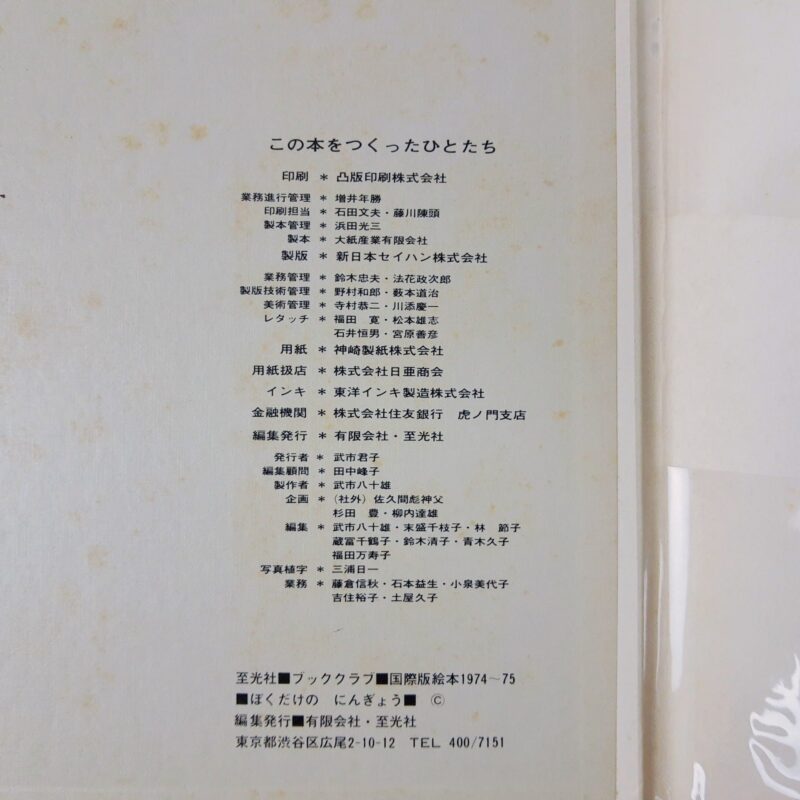 この本をつくったひとたち
印刷 * 凸版印刷株式会社
業務進行管理 * 増井年勝
印刷担当 * 石田文夫・藤川陳頭
製本管理 * 浜田光三
製本 * 大紙産業有限会社
製版 * 新日本セイハン株式会社
業務管理 * 鈴木忠夫・法花政次郎
製版技術管理 * 野村和郎・薮本道治
美術管理 * 寺村恭二・川添慶一
レタッチ * 福田 寛・松本雄志
石井恒男・宮原善彦
用紙 * 神崎製紙株式会社
用紙扱店 * 株式会社日亜商会
インキ * 東洋インキ製造株式会社
金融機関 * 株式会社住友銀行 虎ノ門支店
編集発行 * 有限会社・至光社
発行者 * 武市君子
編集顧問 * 田中峰子
製作者 * 武市八十雄
企画 * (社外) 佐久間彪神父
杉田 豊・柳内達雄
編集 * 武市八十雄・末盛千枝子・林 節子
蔵冨千鶴子・鈴木清子・青木久子
福田万寿子
写真植字 * 三浦日一
業務 * 藤倉信秋・石本益生・小泉美代子
吉住裕子・土屋久子
至光社■ブッククラブ■国際版絵本1974〜75
■ぼくだけの にんぎょう■ ©
編集発行■有限会社・至光社
東京都渋谷区広尾2-10-12 TEL 400/7151